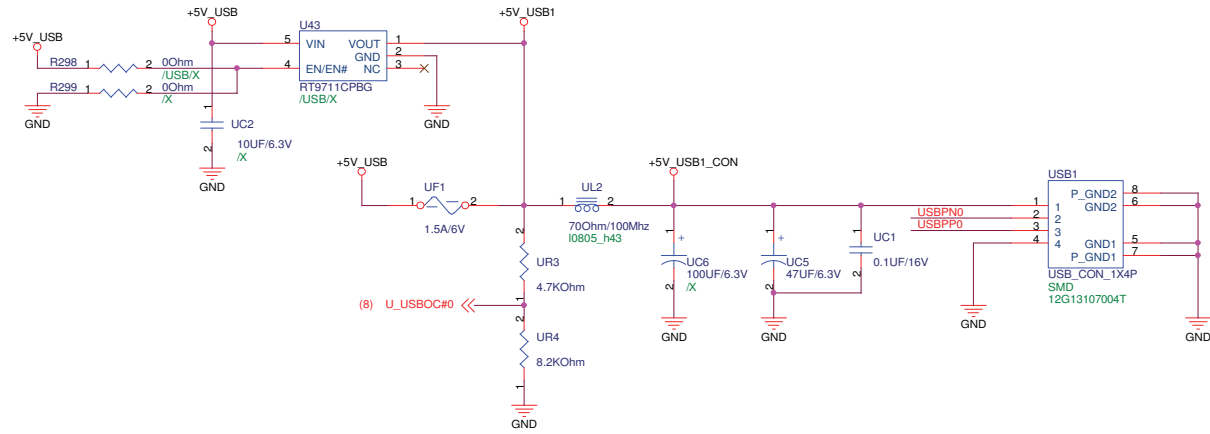 +5V_USB
+5V_USB
+5V_USB1
U43
R298 1 2 0Ohm
/USB/X
R299 1 2 0Ohm
/X
GND
5 VIN VOUT 1
GND 2
4 EN/EN# NC 3
RT9711CPBG
/USB/X
GND
1
UC2
10UF/6.3V
/X
2
GND
+5V_USB
UF1
1 2
1.5A/6V
UL2
1 2
70Ohm/100Mhz
l0805_h43
+5V_USB1_CON
2
UR3
4.7KOhm
1
(8) U_USBOC#0
2
UR4
8.2KOhm
1
GND
1 +
UC6
100UF/6.3V
/X
2
GND
1 +
UC5
47UF/6.3V
2
GND
1
UC1
0.1UF/16V
2
USB1
1 1 P_GND2 8
USBPN0 2 2 GND2 6
USBPP0 3 3
4 4 GND1 5
P_GND1 7
USB_CON_1X4P
SMD
12G13107004T
GND
GND